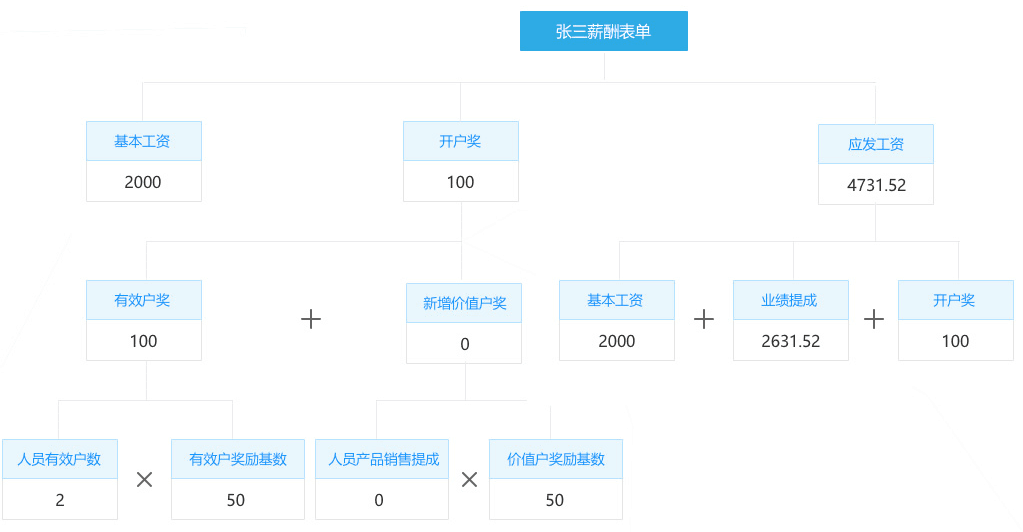 张三薪酬表单
基本工资
2000
开户奖
100
应发工资
4731.52
有效户奖
100
+
新增价值户奖
0
基本工资
2000
+
业绩提成
2631.52
+
开户奖
100
人员有效户数
2
×
有效户奖励基数
50
人员产品销售提成
0
×
价值户奖励基数
50